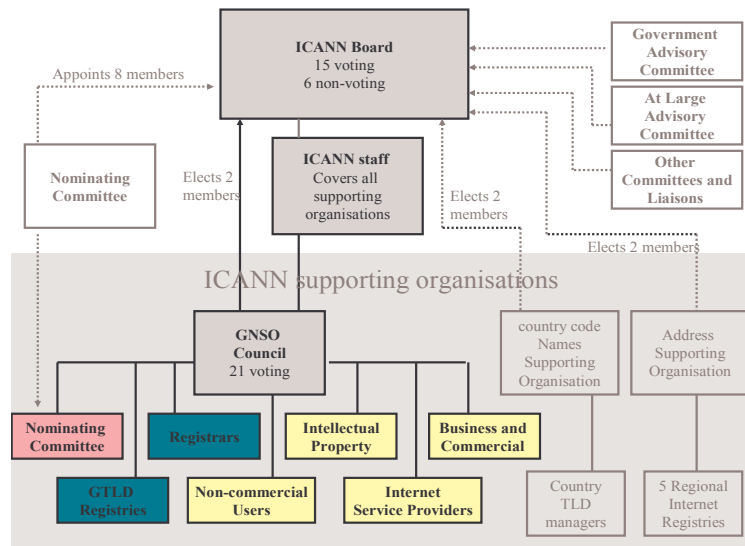 ICANN Board
15 voting
6 non-voting
Government
Advisory
Committee
Appoints 8 members
At Large
Advisory
Committee
Nominating
Committee
Elects 2
members
ICANN staff
Covers all
supporting
organisations
Elects 2
members
Other
Committees and
Liaisons
Elects 2 members
ICANN supporting organisations
GNSO
Council
21 voting
country code
Names
Supporting
Organisation
Address
Supporting
Organisation
Nominating
Committee
Registrars
Intellectual
Property
Business and
Commercial
GTLD
Registries
Non-commercial
Users
Internet
Service Providers
Country
TLD
managers
5 Regional
Internet
Registries